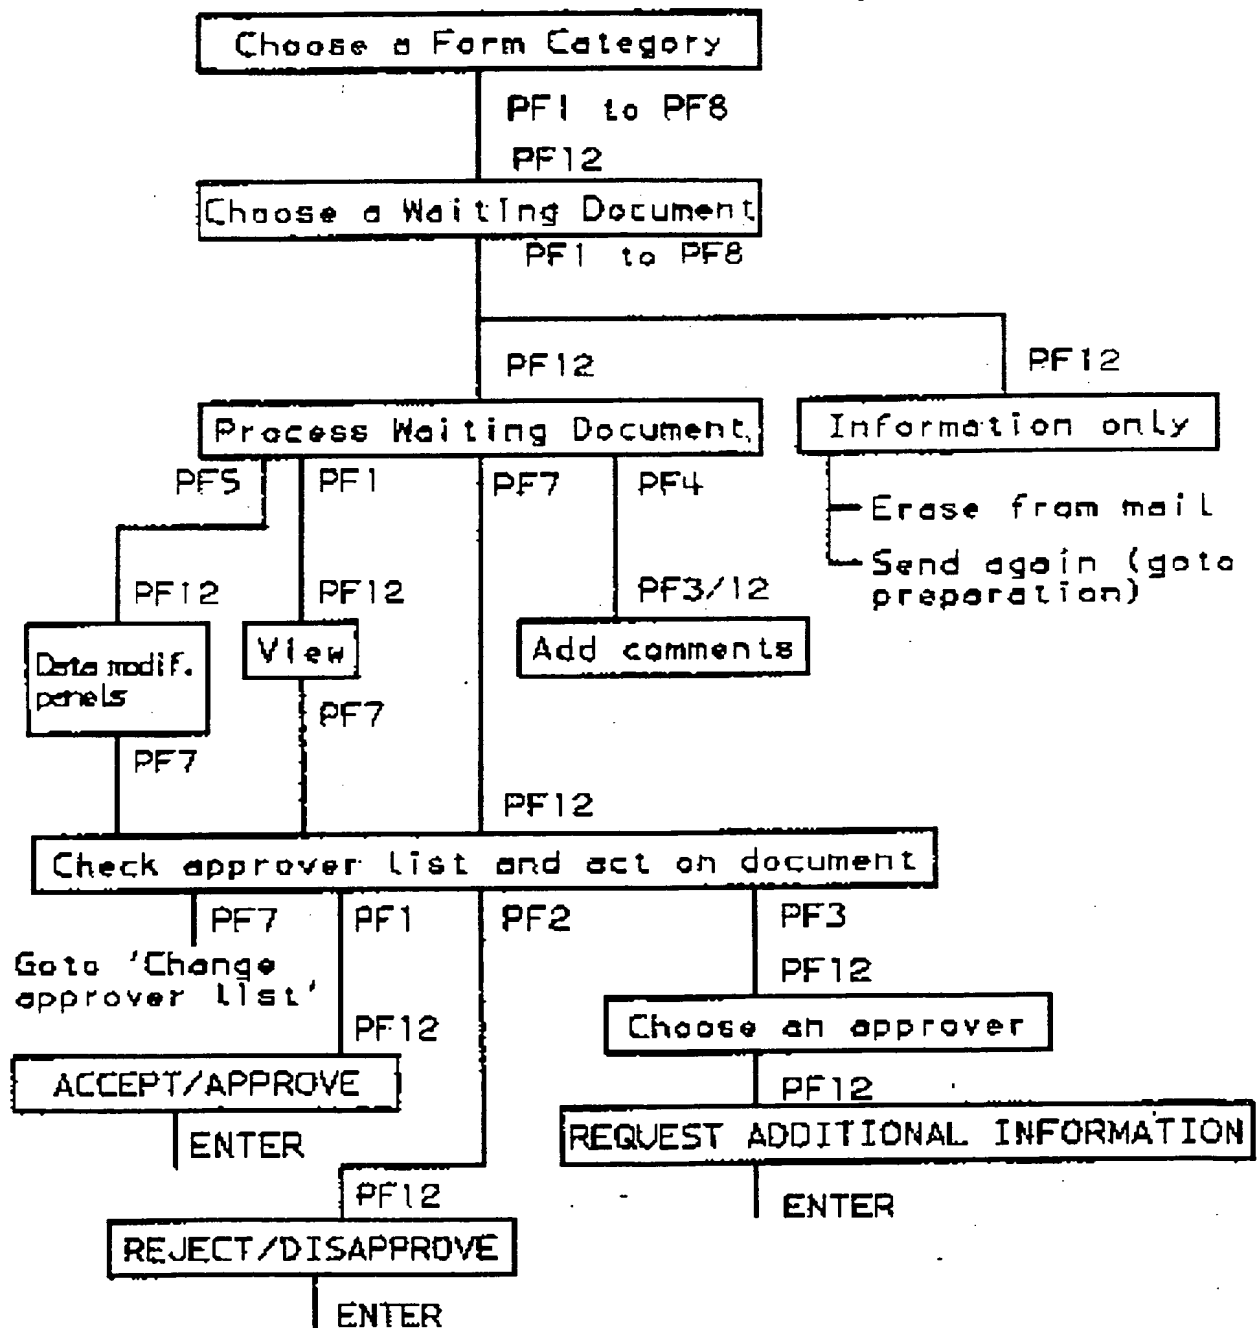 Choose a Form Category
PF1 to PF8
PF12
Choose a Waiting Document
PF1 to PF8
PF12
PF12
Process Waiting Document
Information only
PF5
PF1
PF7
PF4
Erase from mail
Send again (goto
preparation)
PF12
PF12
PF3/12
Data modif.
panels
View
Add comments
PF7
PF7
PF12
Check approver list and act on document
PF7
PF1
PF2
PF3
Goto 'Change
approver list'
PF12
PF12
Choose an approver
ACCEPT/APPROVE
PF12
REQUEST ADDITIONAL INFORMATION
ENTER
PF12
ENTER
REJECT/DISAPPROVE
ENTER